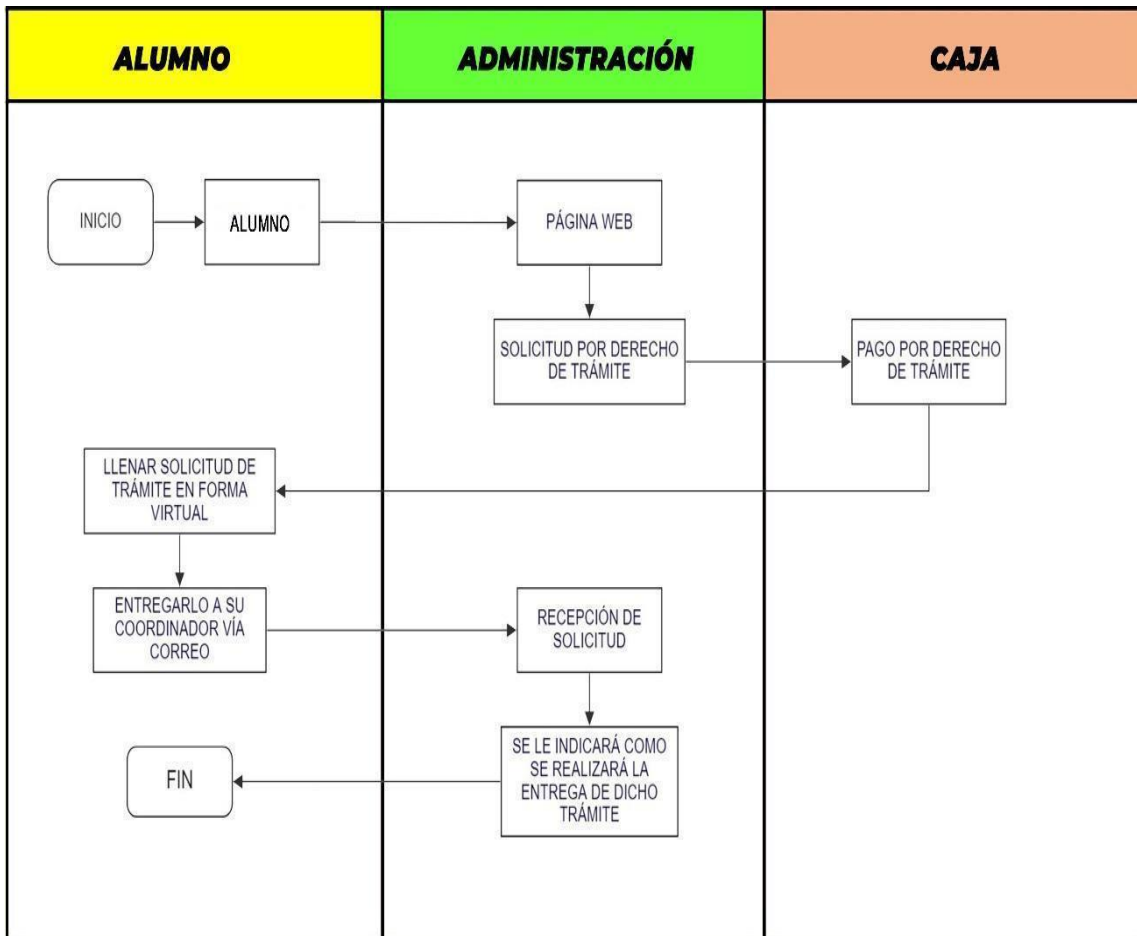 ALUMNO
ADMINISTRACIÓN
CAJA
INICIO
ALUMNO
PÁGINA WEB
SOLICITUD POR DERECHO
DE TRÁMITE
PAGO POR DERECHO
DE TRÁMITE
LLENAR SOLICITUD DE
TRÁMITE EN FORMA
VIRTUAL
ENTREGARLO A SU
COORDINADOR VÍA
CORREO
RECEPCIÓN DE
SOLICITUD
SE LE INDICARÁ COMO
SE REALIZARÁ LA
ENTREGA DE DICHO
TRÁMITE
FIN